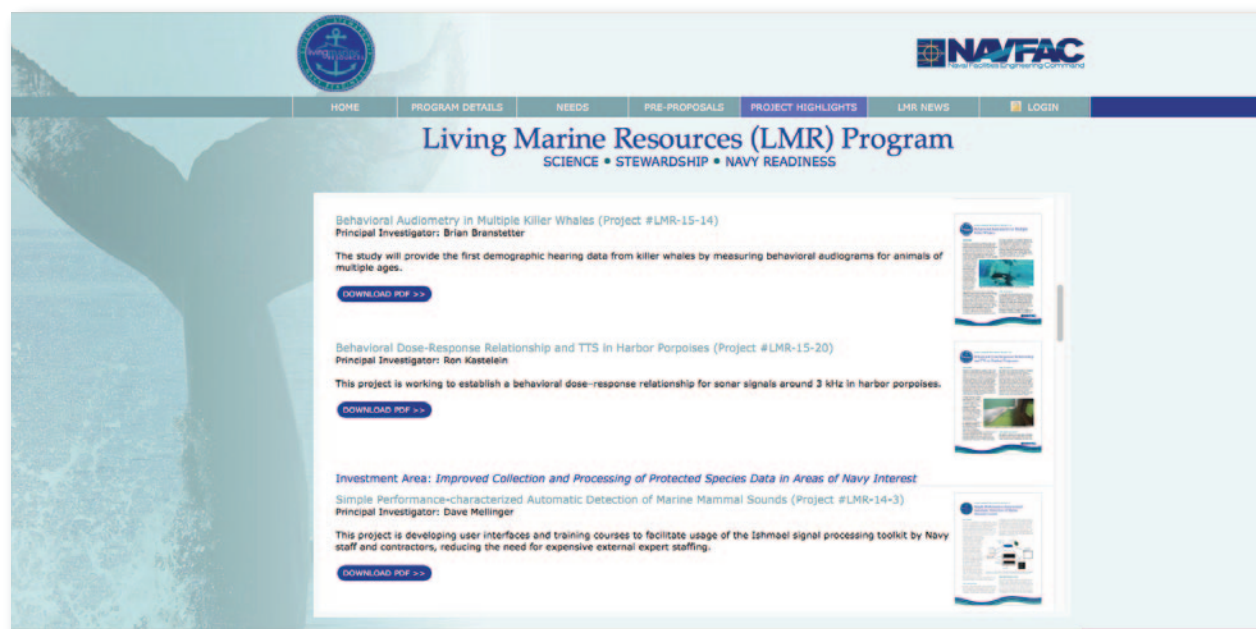 living marine
resources
NAVFAC
Naval Facilities Engineering Command
HOME PROGRAM DETAILS NEEDS PRE-PROPOSALS PROJECT HIGHLIGHTS LMR NEWS LOGIN
Living Marine Resources (LMR) Program
SCIENCE • STEWARDSHIP • NAVY READINESS
Behavioral Audiometry in Multiple Killer Whales (Project #LMR-15-14)
Principal Investigator: Brian Branstetter
The study will provide the first demographic hearing data from killer whales by measuring behavioral audiograms for animals of
multiple ages.
DOWNLOAD PDF >>
Behavioral Dose-Response Relationship and TTS in Harbor Porpoises (Project #LMR-15-20)
Principal Investigator: Ron Kastelein
This project is working to establish a behavioral dose-response relationship for sonar signals around 3 kHz in harbor porpoises.
DOWNLOAD PDF >>
Investment Area: Improved Collection and Processing of Protected Species Data in Areas of Navy Interest
Simple Performance-characterized Automatic Detection of Marine Mammal Sounds (Project #LMR-14-3)
Principal Investigator: Dave Mellinger
This project is developing user interfaces and training courses to facilitate usage of the Ishmael signal processing toolkit by Navy
staff and contractors, reducing the need for expensive external expert staffing.
DOWNLOAD PDF >>